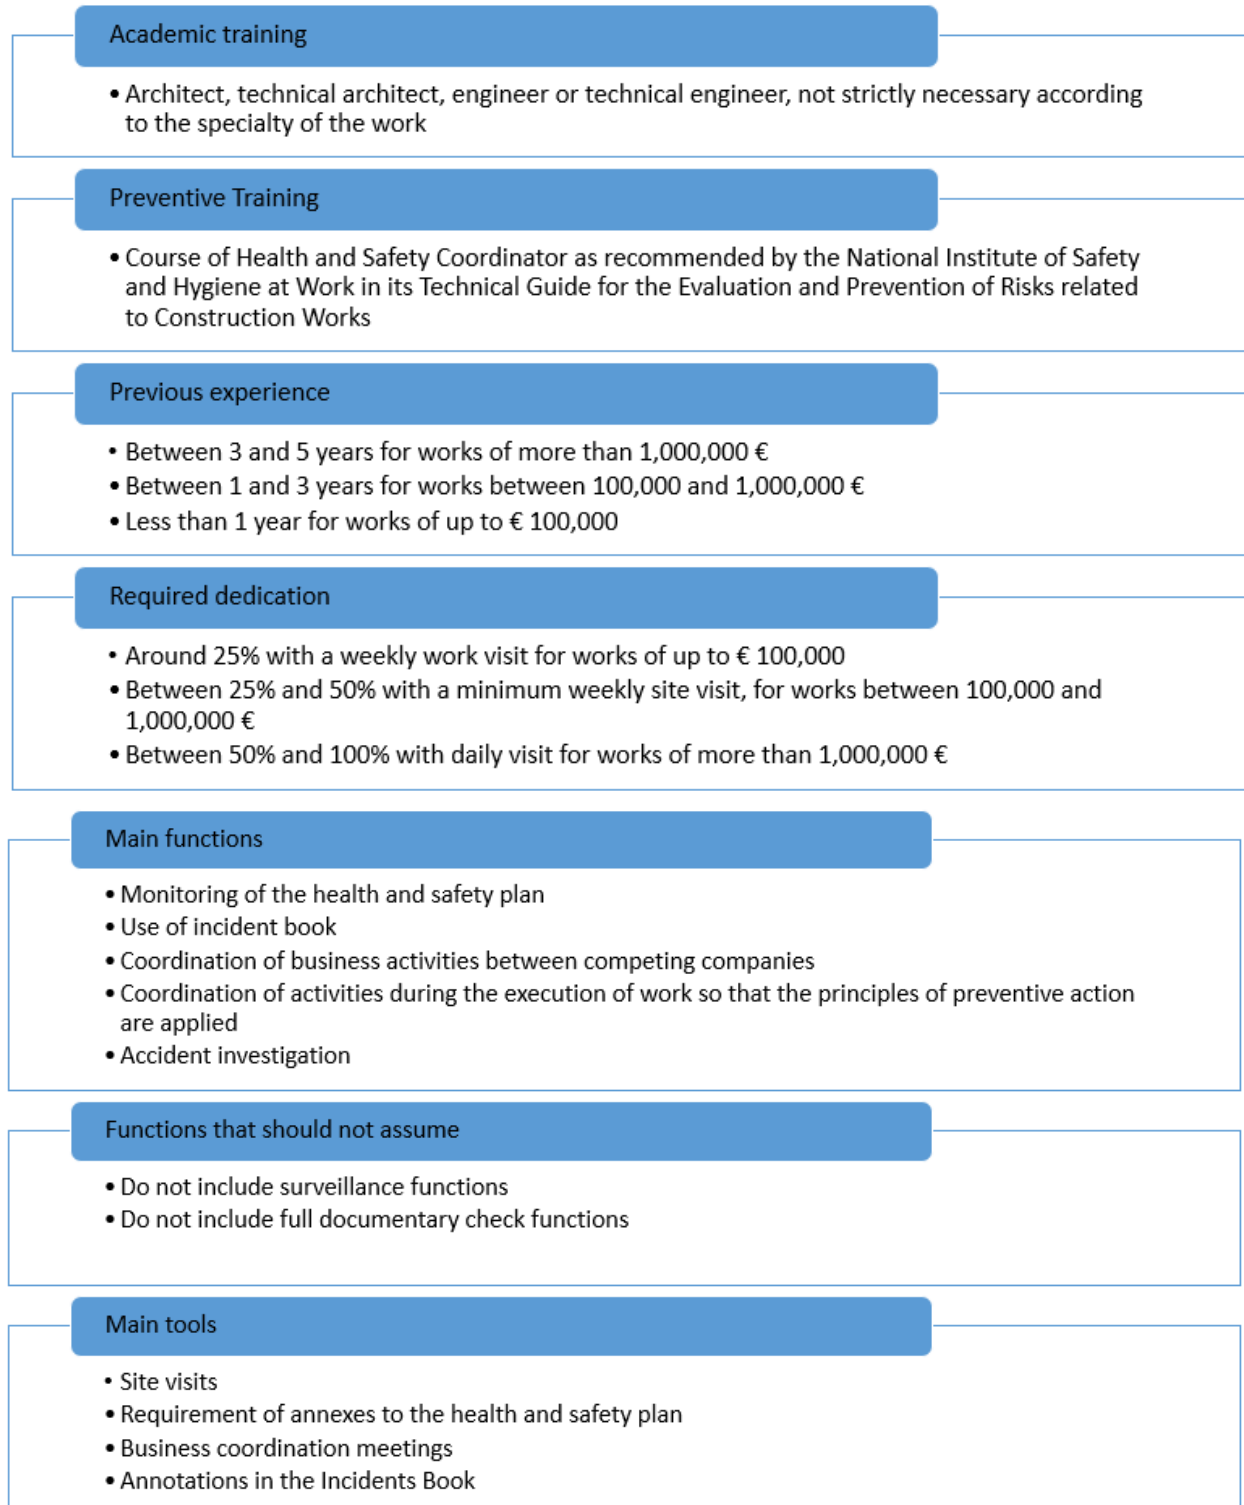 Academic training
• Architect, technical architect, engineer or technical engineer, not strictly necessary according
to the specialty of the work
Preventive Training
• Course of Health and Safety Coordinator as recommended by the National Institute of Safety
and Hygiene at Work in its Technical Guide for the Evaluation and Prevention of Risks related
to Construction Works
Previous experience
• Between 3 and 5 years for works of more than 1,000,000 €
• Between 1 and 3 years for works between 100,000 and 1,000,000 €
• Less than 1 year for works of up to € 100,000
Required dedication
• Around 25% with a weekly work visit for works of up to € 100,000
• Between 25% and 50% with a minimum weekly site visit, for works between 100,000 and
1,000,000 €
• Between 50% and 100% with daily visit for works of more than 1,000,000 €
Main functions
• Monitoring of the health and safety plan
• Use of incident book
• Coordination of business activities between competing companies
• Coordination of activities during the execution of work so that the principles of preventive action
are applied
• Accident investigation
Functions that should not assume
• Do not include surveillance functions
• Do not include full documentary check functions
Main tools
• Site visits
• Requirement of annexes to the health and safety plan
• Business coordination meetings
• Annotations in the Incidents Book